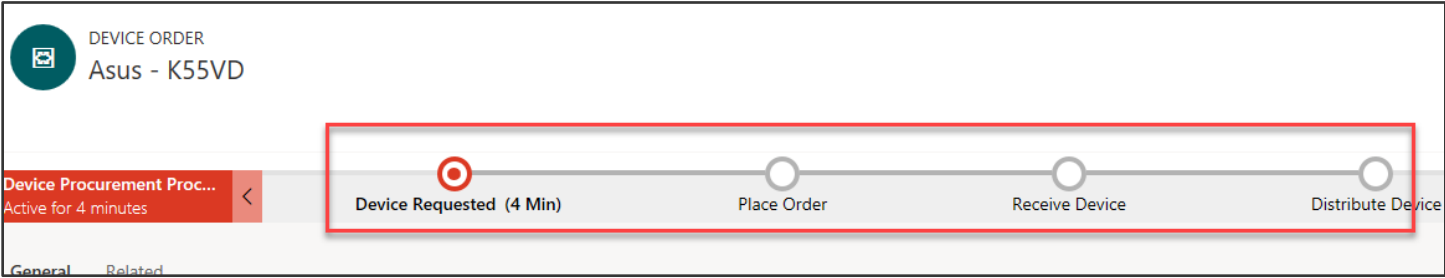 DEVICE ORDER
Asus - K55VD
Device Procurement Proc...
Active for 4 minutes
Device Requested (4 Min)
Place Order
Receive Device
Distribute Device
General Related